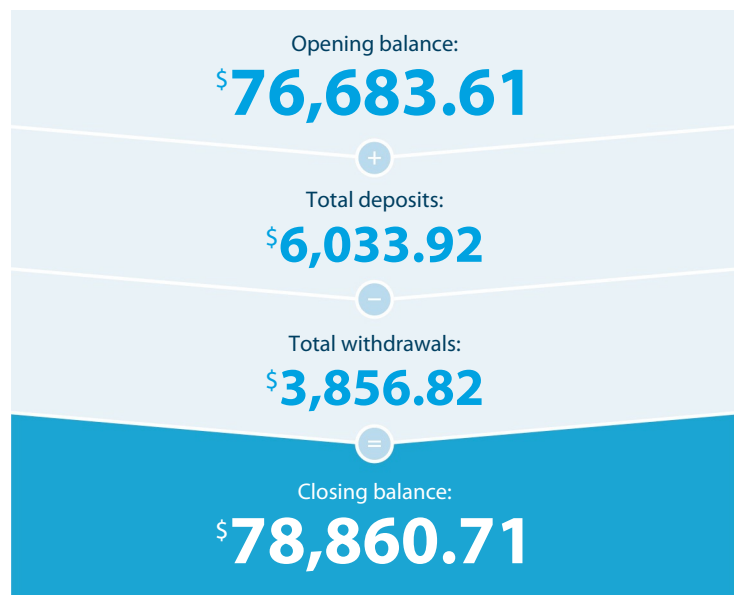 Opening balance:
$76,683.61
+
Total deposits:
$6,033.92
−
Total withdrawals:
$3,856.82
=
Closing balance:
$78,860.71